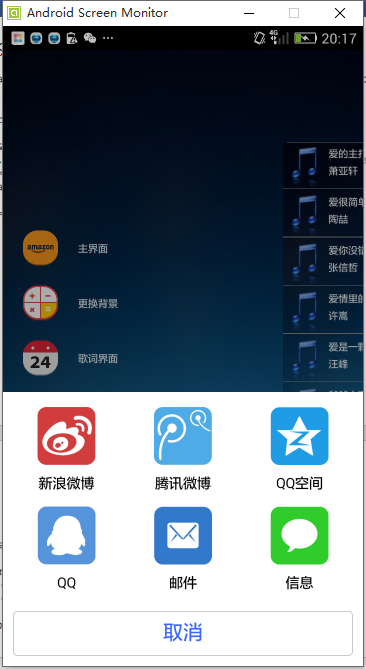 Android Screen Monitor
4G
20:17
爱的主打
萧亚轩
爱很简单
陶喆
爱你没错
张信哲
爱情里的
许嵩
爱是一颗
汪峰
amazon
主界面
更换背景
24
歌词界面
新浪微博
腾讯微博
QQ空间
QQ
邮件
信息
取消